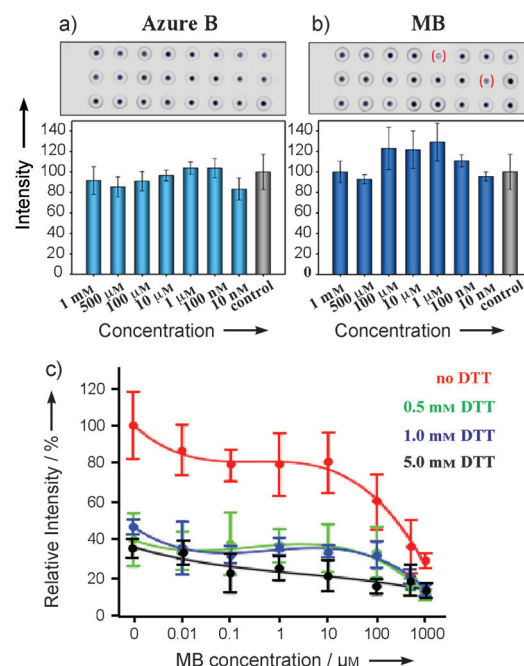 a) Azure B
b) MB
( )
( )
Intensity
140
120
100
80
60
40
20
0
140
120
100
80
60
40
20
0
1 mM
500 μM
100 μM
10 μM
1 μM
100 nM
10 nM
control
1 mM
500 μM
100 μM
10 μM
1 μM
100 nM
10 nM
control
Concentration
Concentration
c)
Relative Intensity / %
120
100
80
60
40
20
0
no DTT
0.5 mM DTT
1.0 mM DTT
5.0 mM DTT
0 0.01 0.1 1 10 100 1000
MB concentration / μM